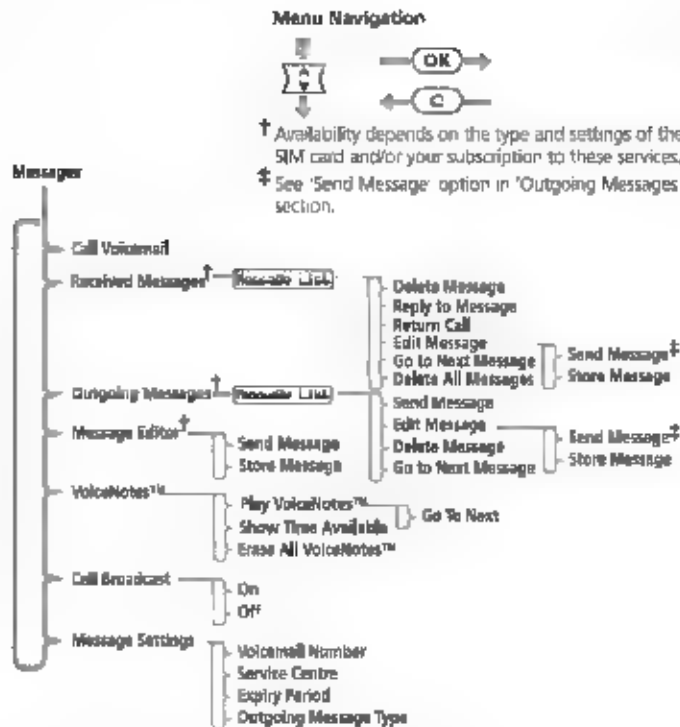 Menu Navigation
OK
C
† Availability depends on the type and settings of the
SIM card and/or your subscription to these services.
‡ See 'Send Message' option in 'Outgoing Messages'
section.
Messages
Call Voicemail
Received Messages†
Message List
Delete Message
Reply to Message
Return Call
Edit Message
Go to Next Message
Delete All Messages
Send Message‡
Store Message
Outgoing Messages†
Message List
Send Message
Edit Message
Delete Message
Go to Next Message
Send Message‡
Store Message
Message Editor†
Send Message
Store Message
VoiceNotes™
Play VoiceNotes™
Show Time Available
Erase All VoiceNotes™
Go To Next
Cell Broadcast
On
Off
Message Settings
Voicemail Number
Service Centre
Expiry Period
Outgoing Message Type